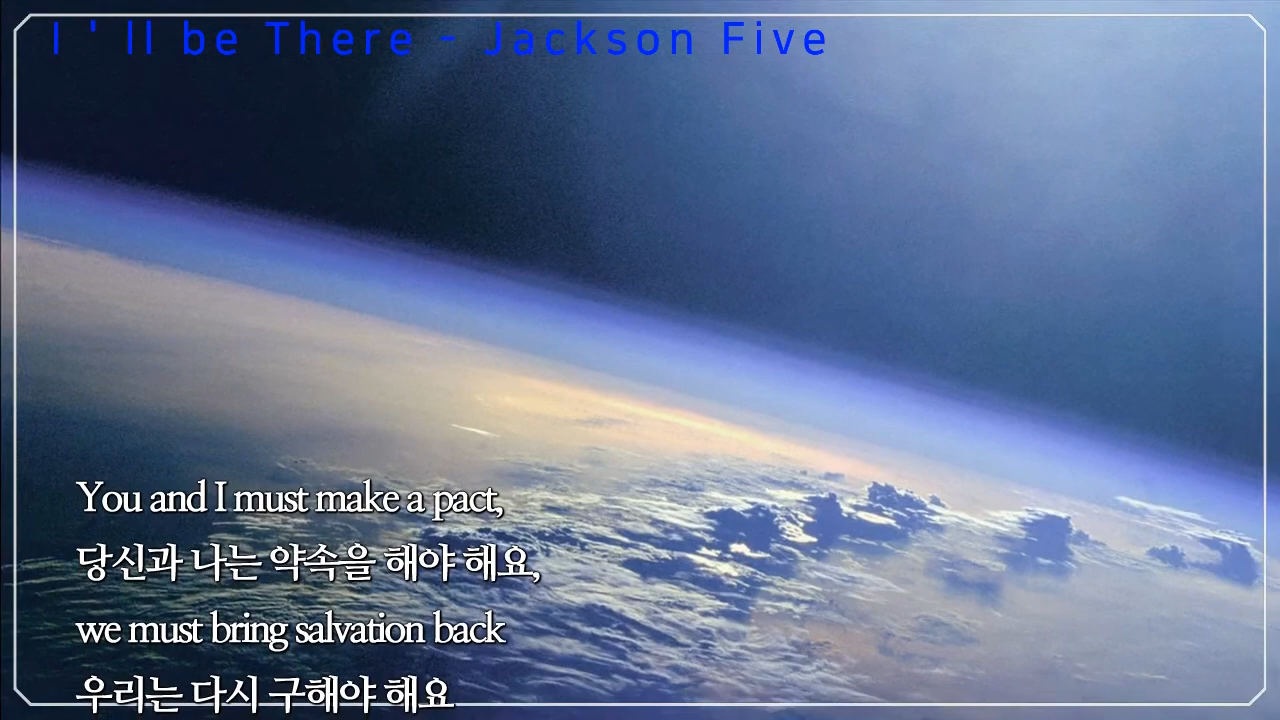 I ' ll be There - Jackson Five
You and I must make a pact,
당신과 나는 약속을 해야 해요,
we must bring salvation back
우리는 다시 구해야 해요